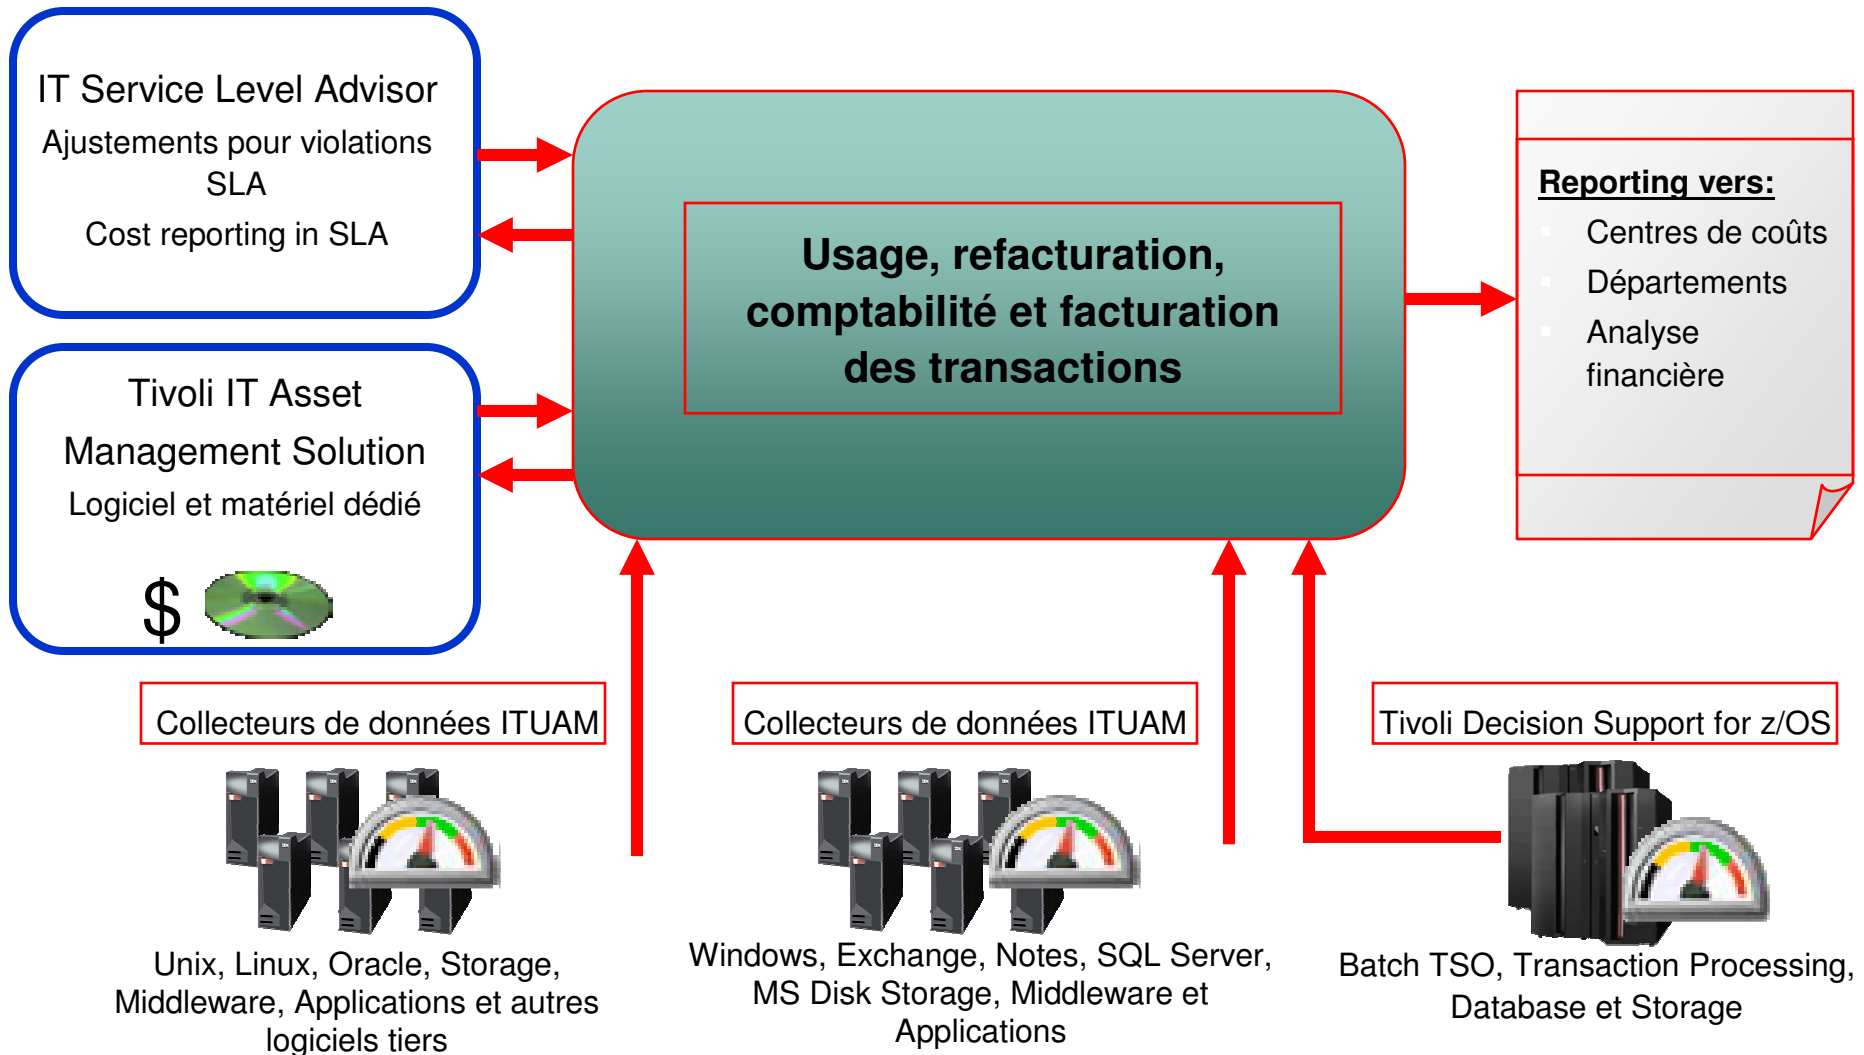 IT Service Level Advisor
Ajustements pour violations
SLA
Cost reporting in SLA
Tivoli IT Asset
Management Solution
Logiciel et matériel dédié
$
Usage, refacturation,
comptabilité et facturation
des transactions
Reporting vers:
Centres de coûts
Départements
Analyse
financière
Collecteurs de données ITUAM
Unix, Linux, Oracle, Storage,
Middleware, Applications et autres
logiciels tiers
Collecteurs de données ITUAM
Windows, Exchange, Notes, SQL Server,
MS Disk Storage, Middleware et
Applications
Tivoli Decision Support for z/OS
Batch TSO, Transaction Processing,
Database et Storage